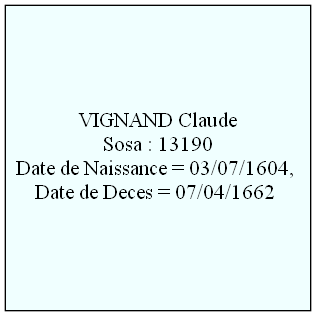 VIGNAND Claude
Sosa : 13190
Date de Naissance = 03/07/1604,
Date de Deces = 07/04/1662